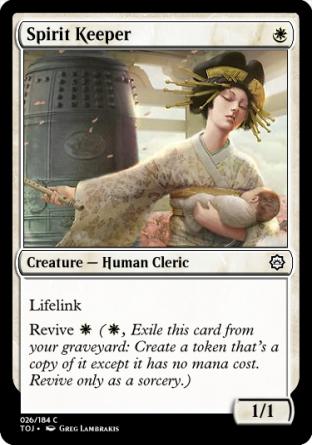 Spirit Keeper
Creature — Human Cleric
Lifelink
Revive (, Exile this card from
your graveyard: Create a token that's a
copy of it except it has no mana cost.
Revive only as a sorcery.)
1/1
026/184 C
TOJ • Greg Lambrakis